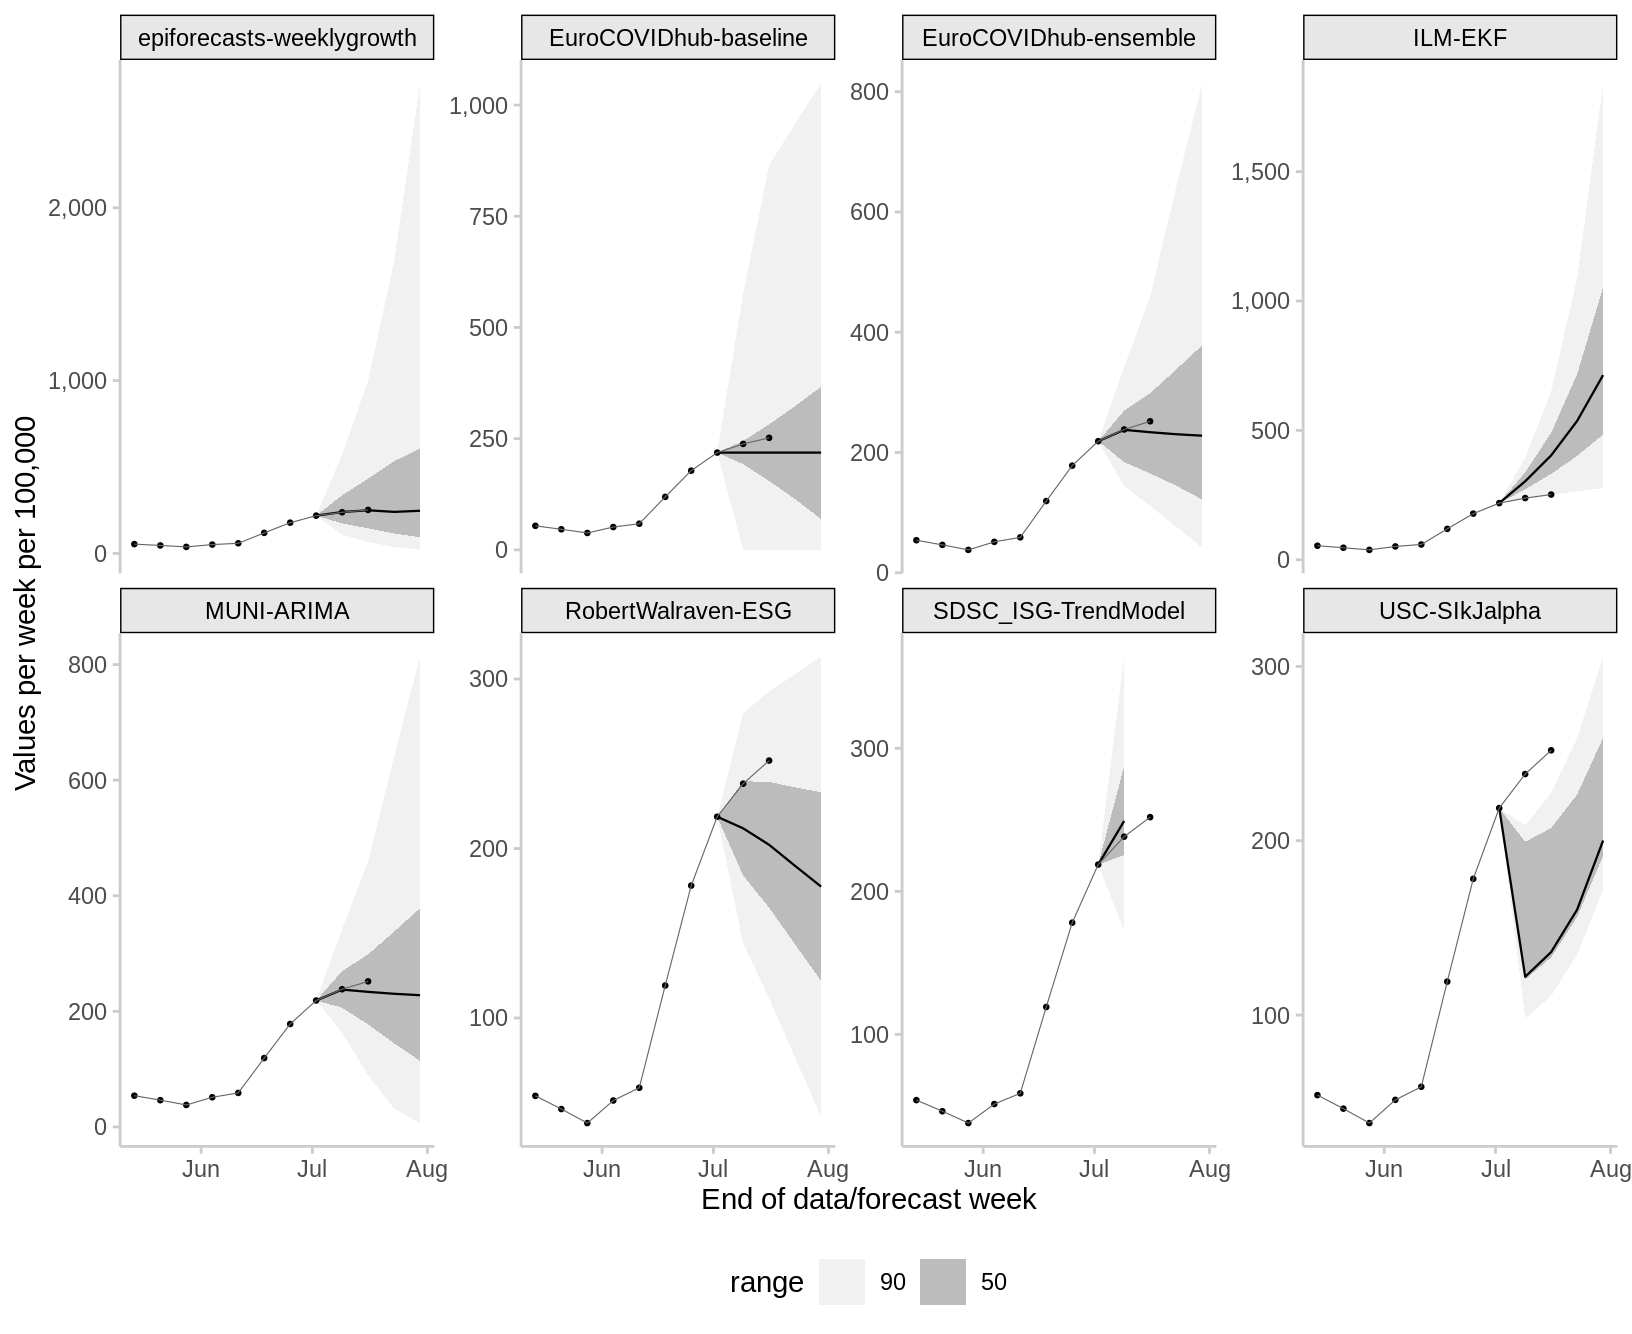 epiforecasts-weeklygrowth
EuroCOVIDhub-baseline
EuroCOVIDhub-ensemble
ILM-EKF
2,000
1,000
0
1,000
750
500
250
0
800
600
400
200
0
1,500
1,000
500
0
Values per week per 100,000
MUNI-ARIMA
RobertWalraven-ESG
SDSC_ISG-TrendModel
USC-SIkJalpha
800
600
400
200
0
300
200
100
300
200
100
300
200
100
Jun Jul Aug
Jun Jul Aug
Jun Jul Aug
Jun Jul Aug
End of data/forecast week
range 90 50